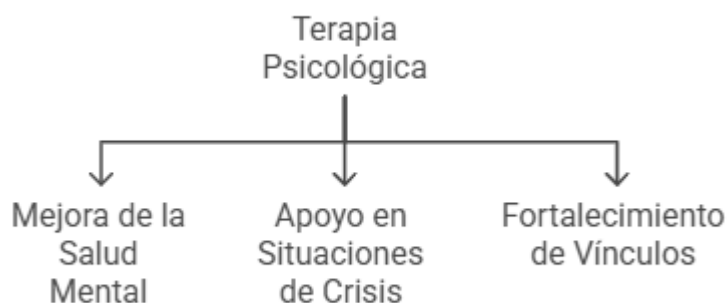 Terapia
Psicológica
Mejora de la
Salud
Mental
Apoyo en
Situaciones
de Crisis
Fortalecimiento
de Vínculos